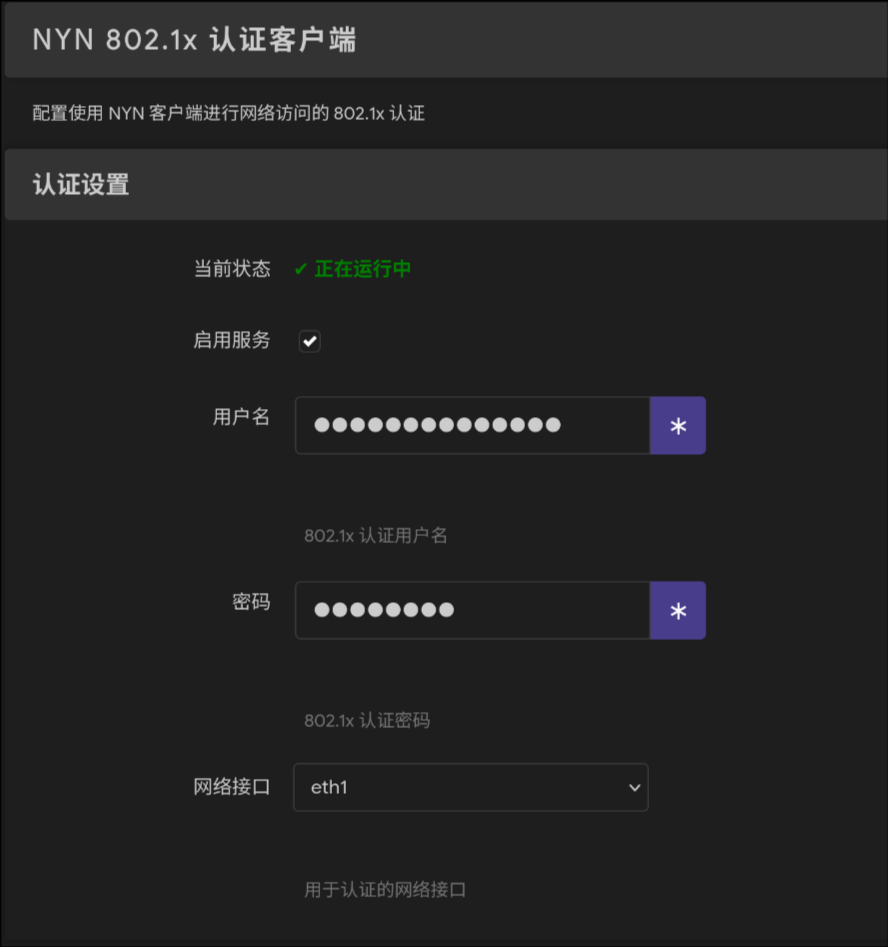 NYN 802.1x 认证客户端
配置使用 NYN 客户端进行网络访问的 802.1x 认证
认证设置
当前状态 ✔ 正在运行中
启用服务
用户名 ●●●●●●●●●●●●●● *
802.1x 认证用户名
密码 ●●●●●●●● *
802.1x 认证密码
网络接口 eth1
用于认证的网络接口